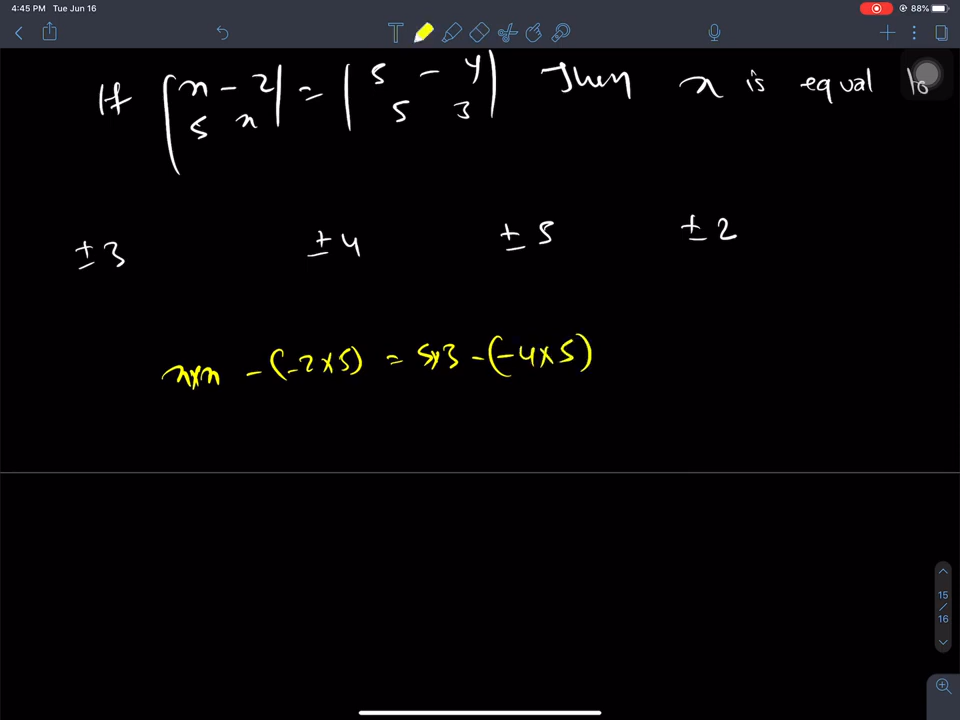 4:45 PM Tue Jun 16 88%
If | x - 2 | = | 5 - 4 | Then x is equal to
5 x 5 3
± 3 ± 4 ± 5 ± 2
x×x - (-2×5) = 5×3 - (-4×5)
15
/
16